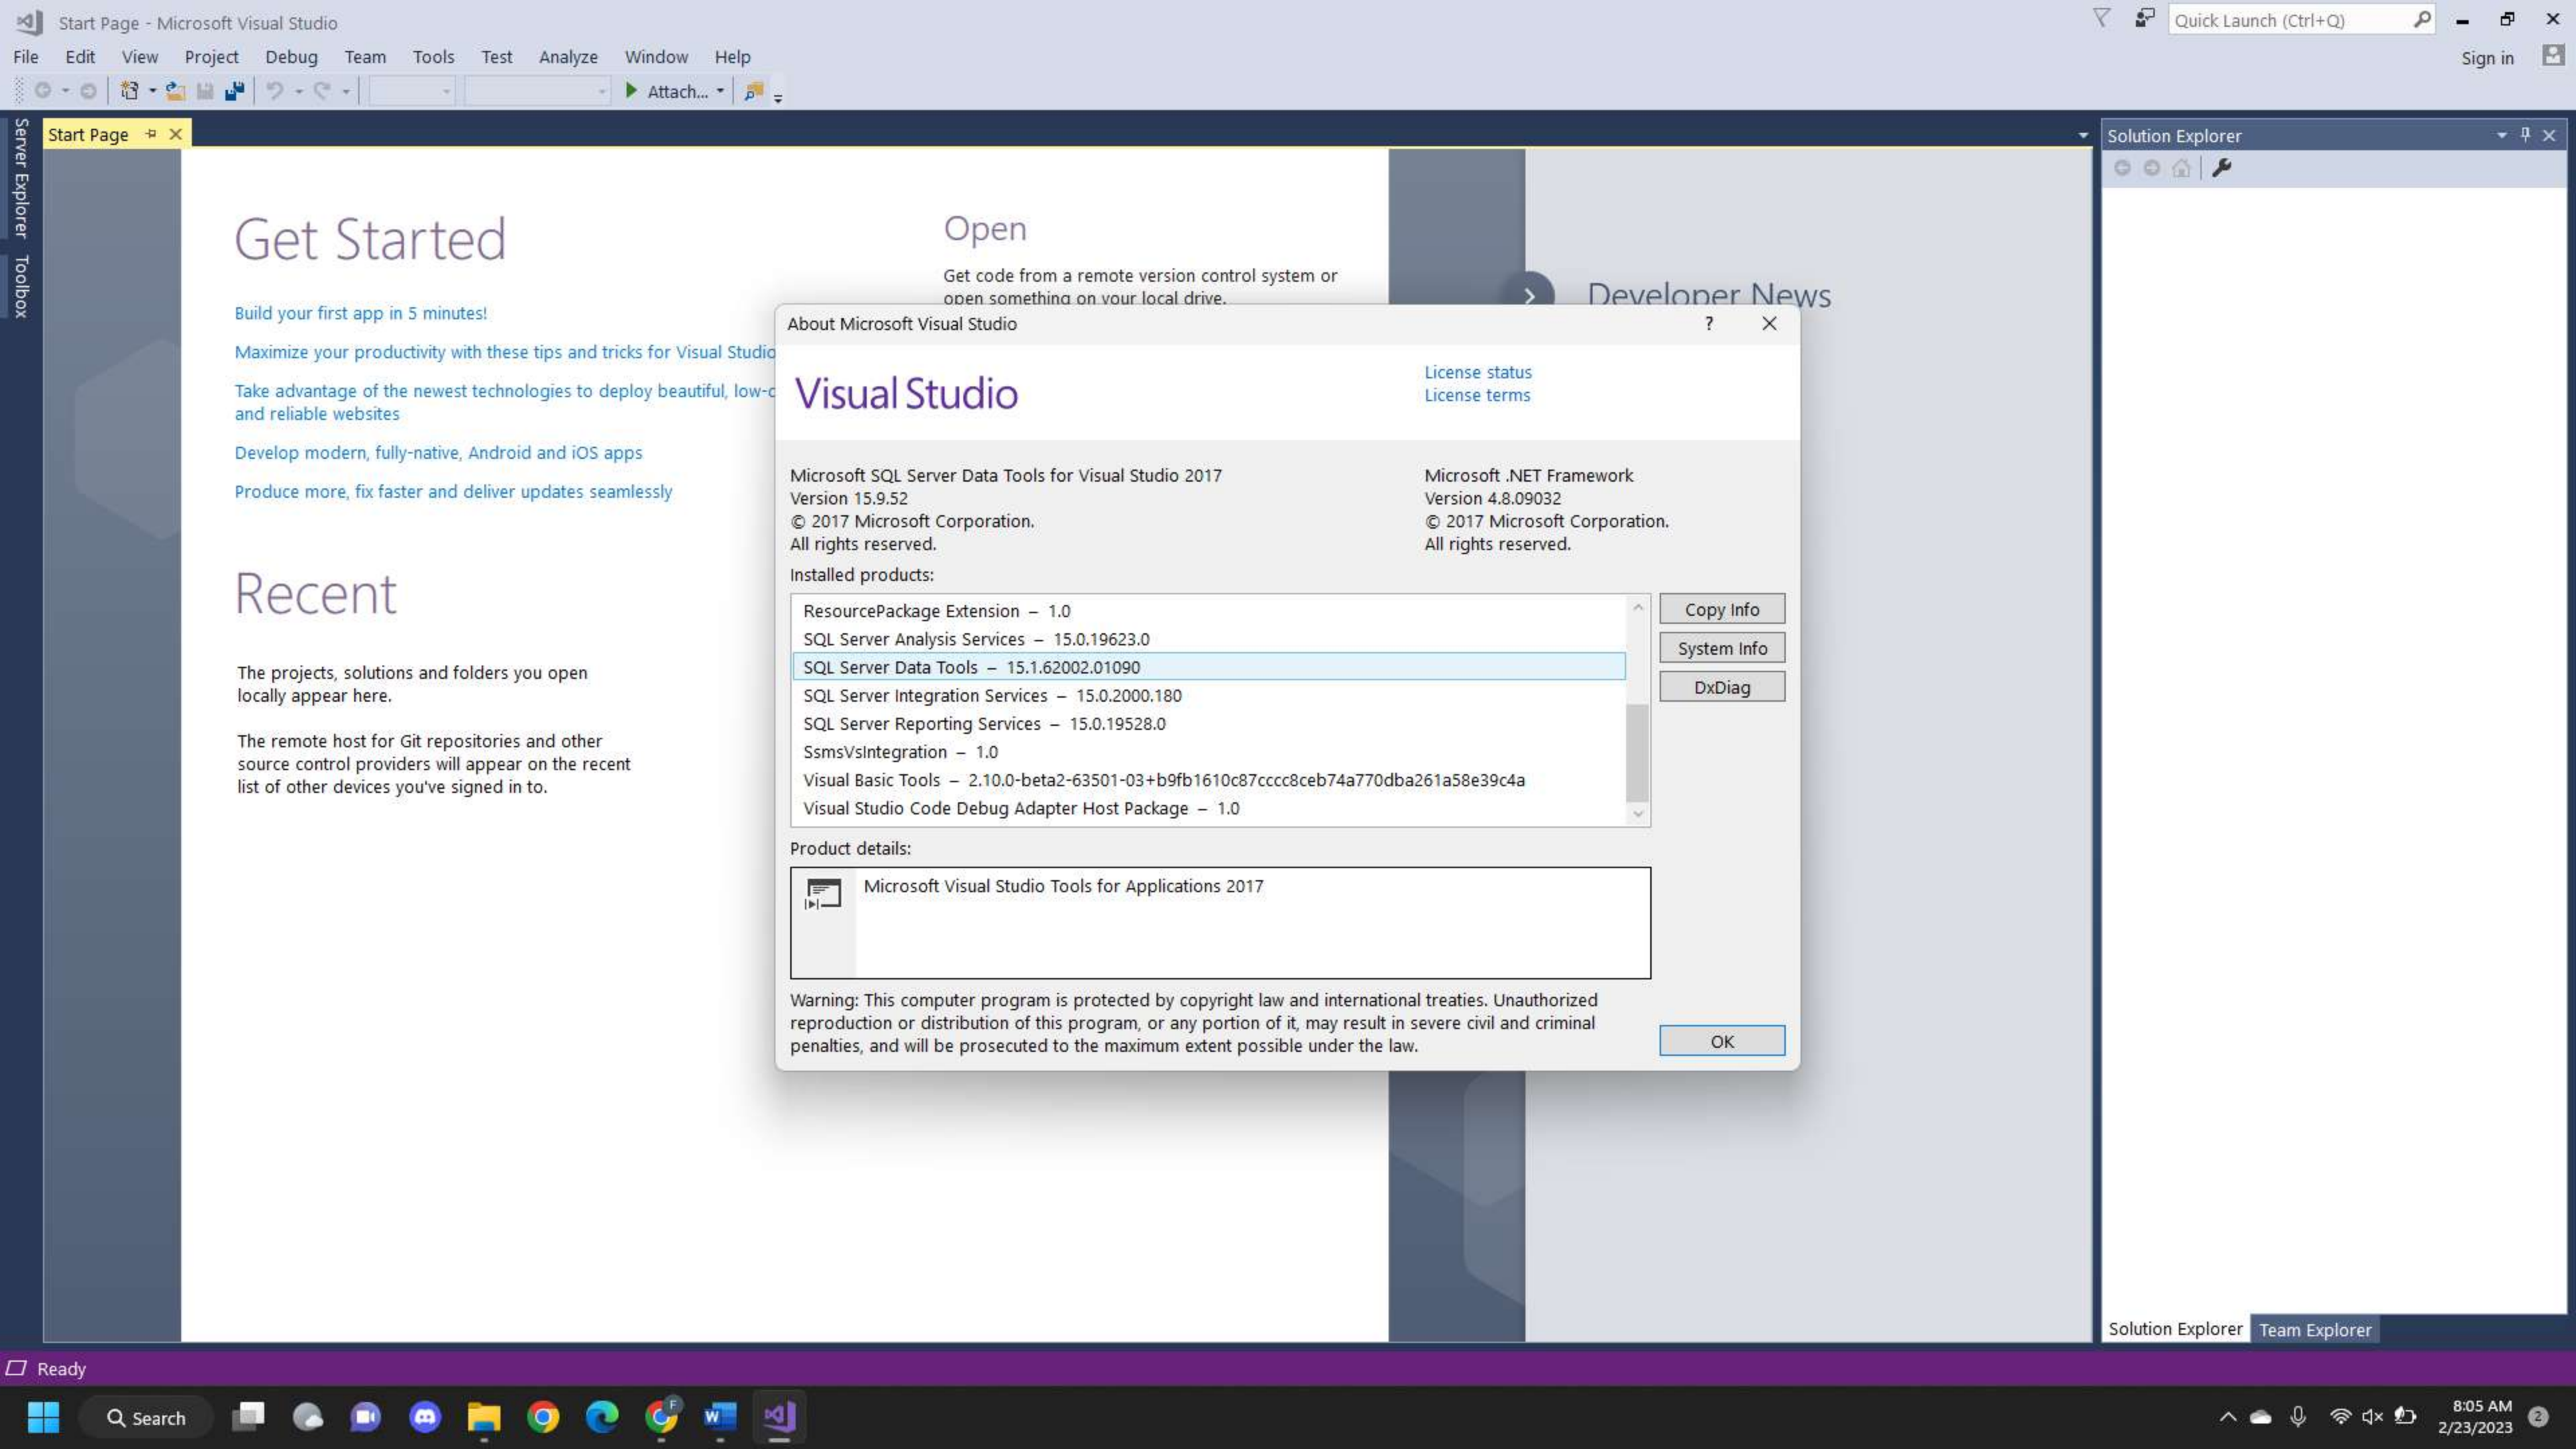 Start Page - Microsoft Visual Studio
Quick Launch (Ctrl+Q)
File Edit View Project Debug Team Tools Test Analyze Window Help
Sign in
Attach...
Server Explorer
Toolbox
Start Page
Solution Explorer
Get Started
Build your first app in 5 minutes!
Maximize your productivity with these tips and tricks for Visual Studio
Take advantage of the newest technologies to deploy beautiful, low-c
and reliable websites
Develop modern, fully-native, Android and iOS apps
Produce more, fix faster and deliver updates seamlessly
Recent
The projects, solutions and folders you open
locally appear here.
The remote host for Git repositories and other
source control providers will appear on the recent
list of other devices you've signed in to.
Open
Get code from a remote version control system or
open something on your local drive.
Developer News
About Microsoft Visual Studio
?
Visual Studio
License status
License terms
Microsoft SQL Server Data Tools for Visual Studio 2017
Version 15.9.52
© 2017 Microsoft Corporation.
All rights reserved.
Microsoft .NET Framework
Version 4.8.09032
© 2017 Microsoft Corporation.
All rights reserved.
Installed products:
ResourcePackage Extension – 1.0
SQL Server Analysis Services – 15.0.19623.0
SQL Server Data Tools – 15.1.62002.01090
SQL Server Integration Services – 15.0.2000.180
SQL Server Reporting Services – 15.0.19528.0
SsmsVsIntegration – 1.0
Visual Basic Tools – 2.10.0-beta2-63501-03+b9fb1610c87cccc8ceb74a770dba261a58e39c4a
Visual Studio Code Debug Adapter Host Package – 1.0
Copy Info
System Info
DxDiag
Product details:
Microsoft Visual Studio Tools for Applications 2017
Warning: This computer program is protected by copyright law and international treaties. Unauthorized
reproduction or distribution of this program, or any portion of it, may result in severe civil and criminal
penalties, and will be prosecuted to the maximum extent possible under the law.
OK
Solution Explorer
Team Explorer
Ready
Search
F
W
8:05 AM
2/23/2023
2